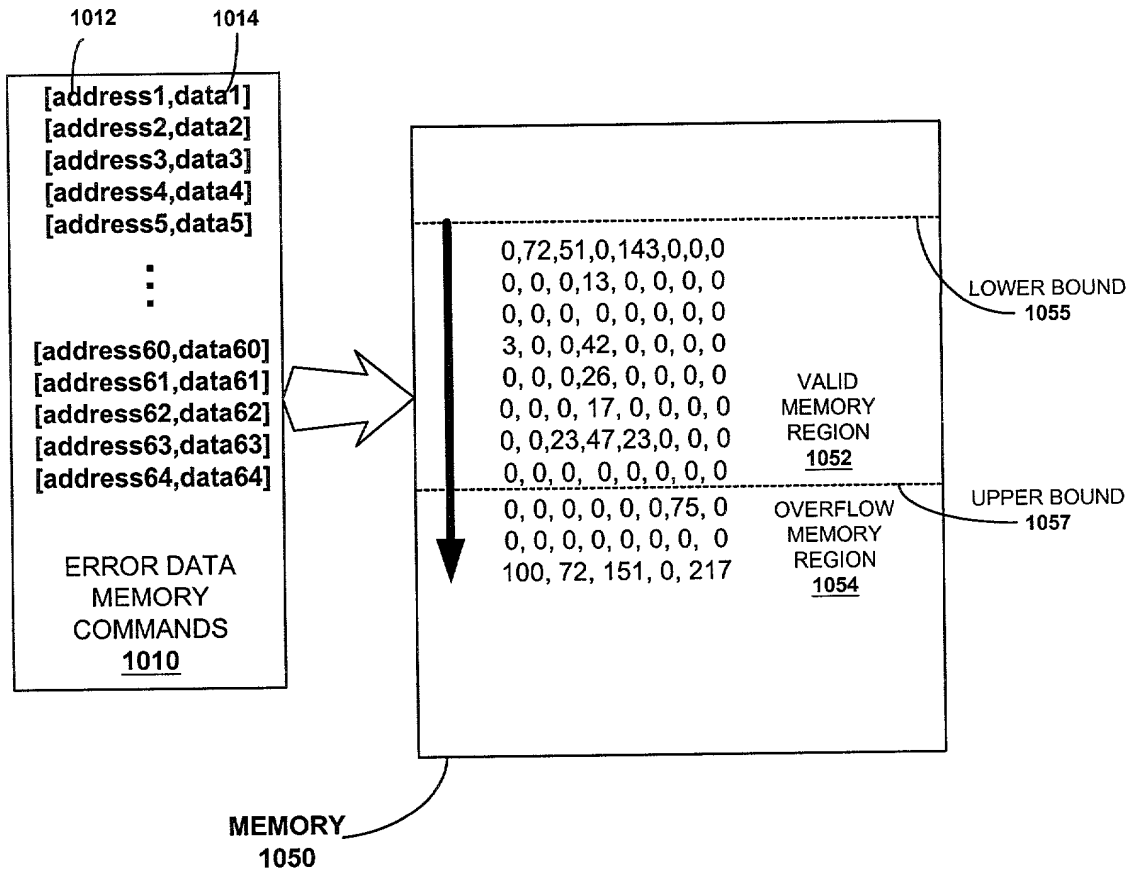 1012
1014
[address1,data1]
[address2,data2]
[address3,data3]
[address4,data4]
[address5,data5]
[address60,data60]
[address61,data61]
[address62,data62]
[address63,data63]
[address64,data64]
ERROR DATA
MEMORY
COMMANDS
1010
0,72,51,0,143,0,0,0
0, 0, 0,13, 0, 0, 0, 0
0, 0, 0, 0, 0, 0, 0, 0
3, 0, 0,42, 0, 0, 0, 0
0, 0, 0,26, 0, 0, 0, 0
0, 0, 0, 17, 0, 0, 0, 0
0, 0,23,47,23,0, 0, 0
0, 0, 0, 0, 0, 0, 0, 0
VALID
MEMORY
REGION
1052
0, 0, 0, 0, 0, 0,75, 0
0, 0, 0, 0, 0, 0, 0, 0
100, 72, 151, 0, 217
OVERFLOW
MEMORY
REGION
1054
LOWER BOUND
1055
UPPER BOUND
1057
MEMORY
1050